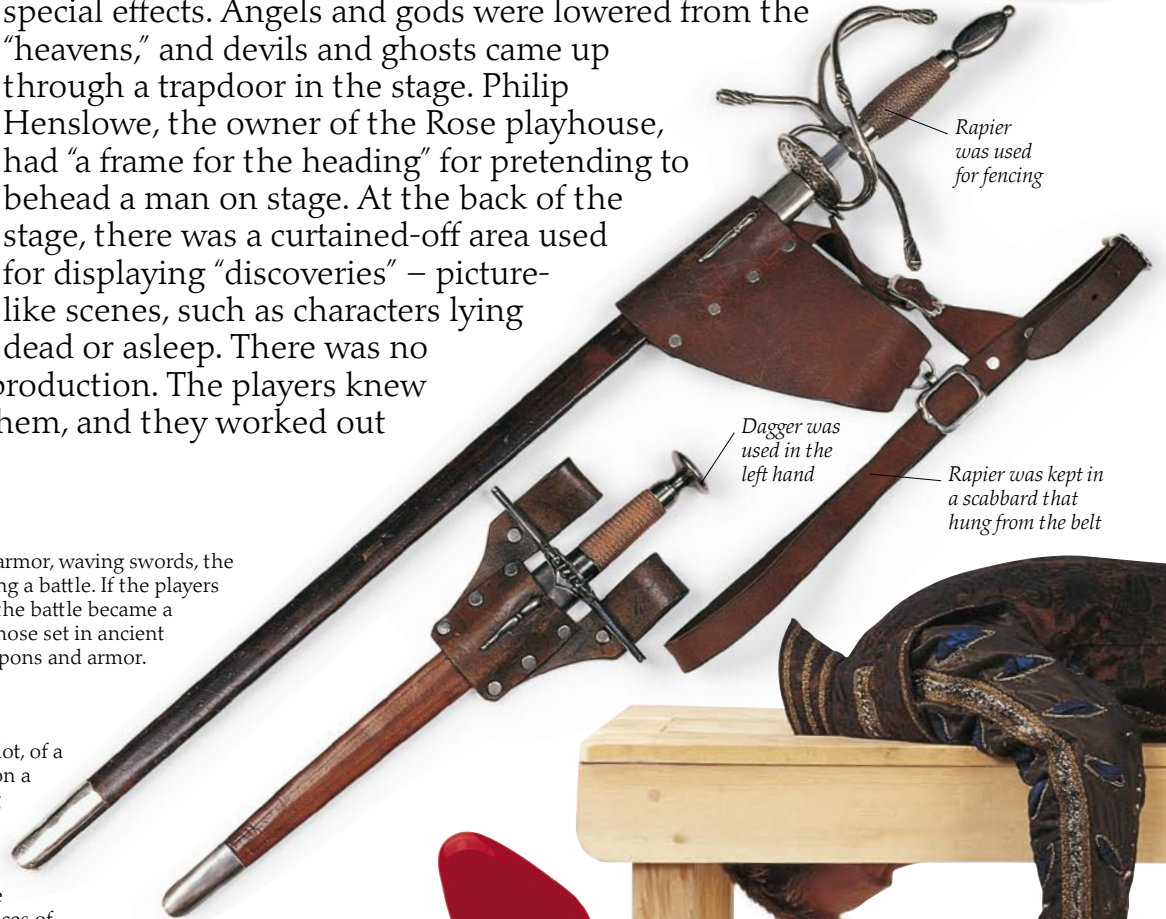 special effects. Angels and gods were lowered from the
“heavens,” and devils and ghosts came up
through a trapdoor in the stage. Philip
Henslowe, the owner of the Rose playhouse,
had “a frame for the heading” for pretending to
behead a man on stage. At the back of the
stage, there was a curtained-off area used
for displaying “discoveries” – picture-
like scenes, such as characters lying
dead or asleep. There was no
production. The players knew
hem, and they worked out
Rapier
was used
for fencing
Dagger was
used in the
left hand
Rapier was kept in
a scabbard that
hung from the belt
armor, waving swords, the
ng a battle. If the players
the battle became a
hose set in ancient
pons and armor.
lot, of a
on a